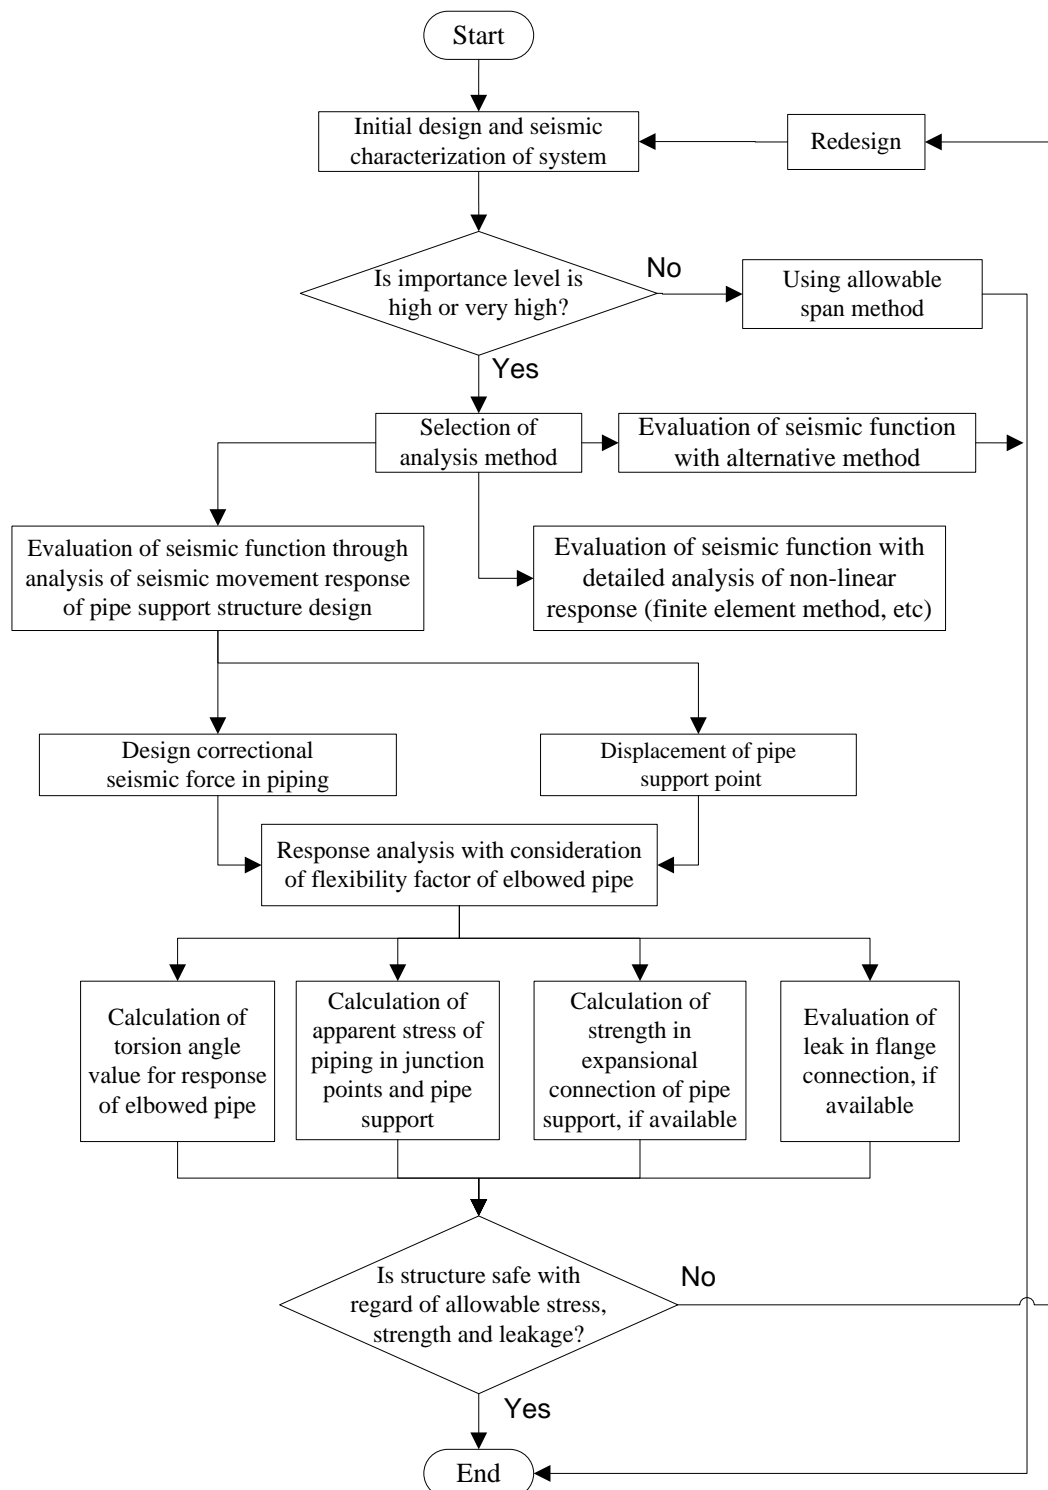 Start
Initial design and seismic
characterization of system
Redesign
Is importance level is
high or very high?
No
Using allowable
span method
Yes
Selection of
analysis method
Evaluation of seismic function
with alternative method
Evaluation of seismic function through
analysis of seismic movement response
of pipe support structure design
Evaluation of seismic function with
detailed analysis of non-linear
response (finite element method, etc)
Design correctional
seismic force in piping
Displacement of pipe
support point
Response analysis with consideration
of flexibility factor of elbowed pipe
Calculation of
torsion angle
value for response
of elbowed pipe
Calculation of
apparent stress of
piping in junction
points and pipe
support
Calculation of
strength in
expansional
connection of pipe
support, if available
Evaluation of
leak in flange
connection, if
available
Is structure safe with
regard of allowable stress,
strength and leakage?
No
Yes
End